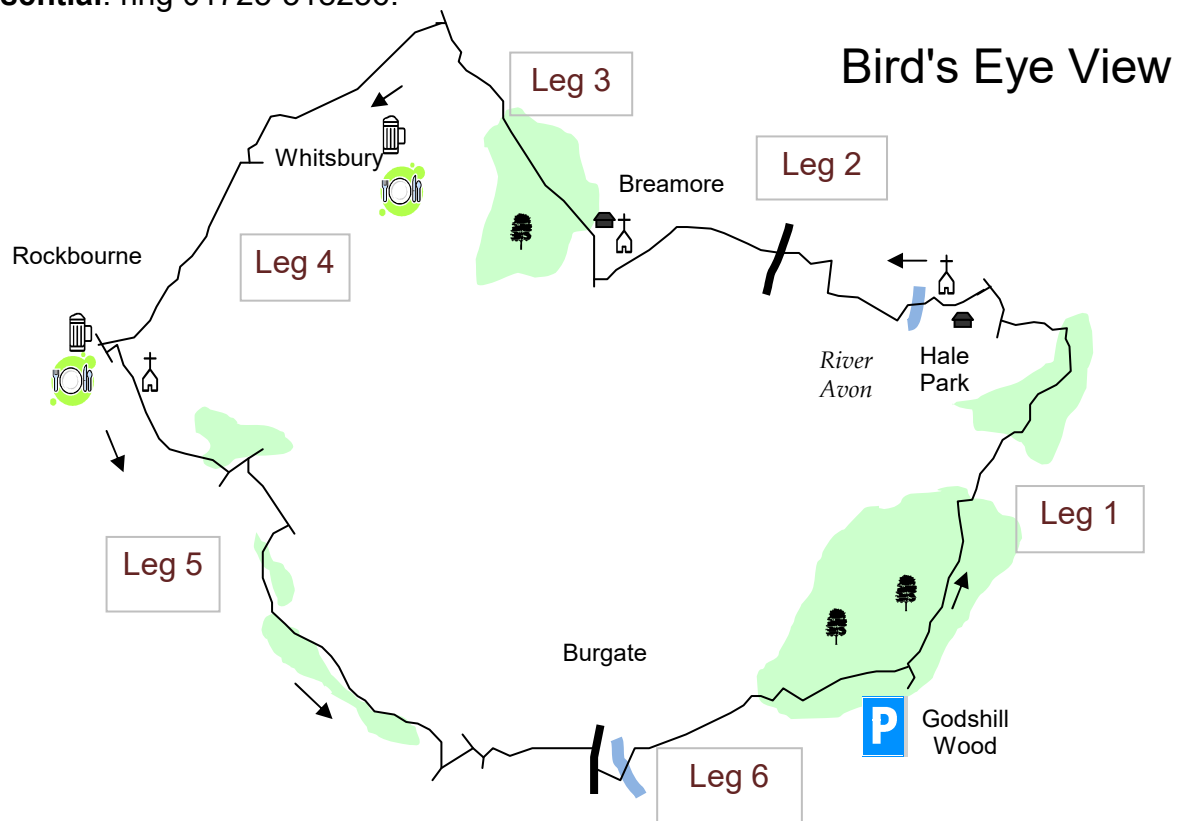 Bird's Eye View
Leg 3
Whitsbury
Leg 2
Breamore
Rockbourne
Leg 4
River
Avon
Hale
Park
Leg 1
Leg 5
Burgate
P
Godshill
Wood
Leg 6